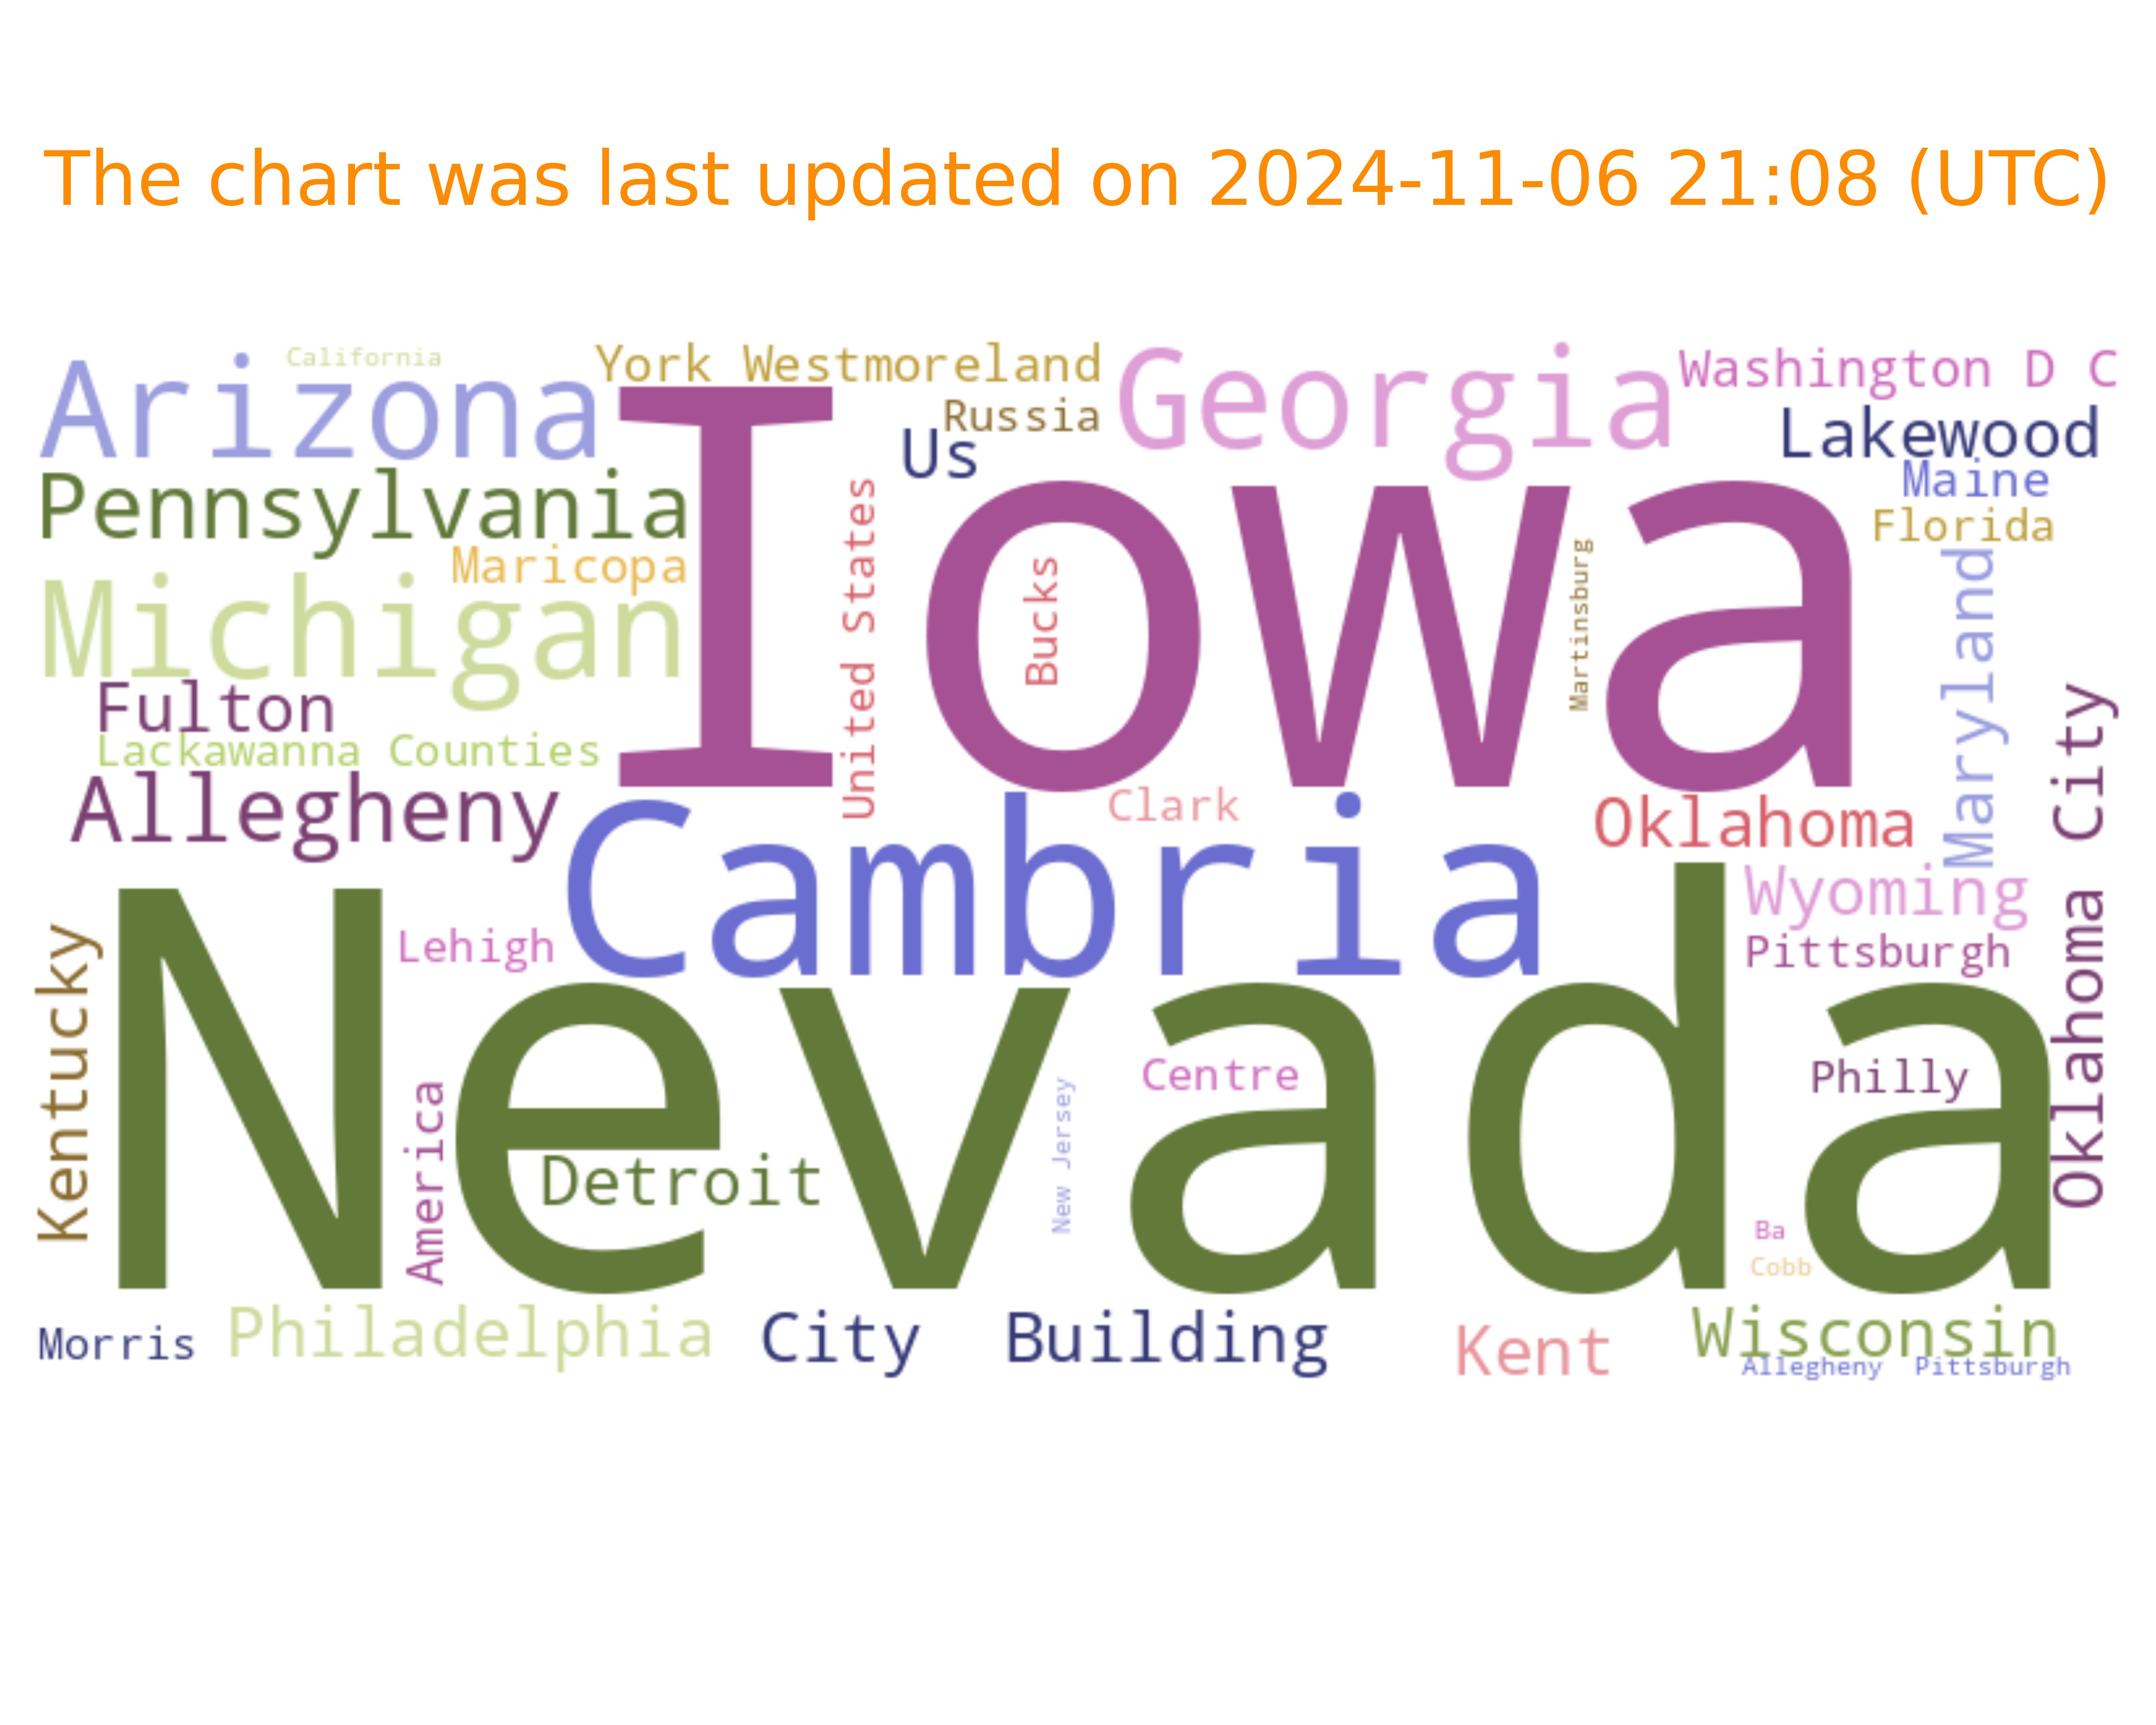 The chart was last updated on 2024-11-06 21:08 (UTC)
California
York Westmoreland
Georgia
Washington D C
Arizona
Russia
Us
Lakewood
Iowa
Pennsylvania
Maine
Florida
Maricopa
United States
Bucks
Martinsburg
Maryland
Michigan
Fulton
Lackawanna Counties
Allegheny
Clark
Cambria
Oklahoma
Oklahoma City
Wyoming
Pittsburgh
Kentucky
Lehigh
Nevada
America
Detroit
New Jersey
Centre
Philly
Ba
Cobb
Morris
Philadelphia
City Building
Kent
Wisconsin
Allegheny Pittsburgh